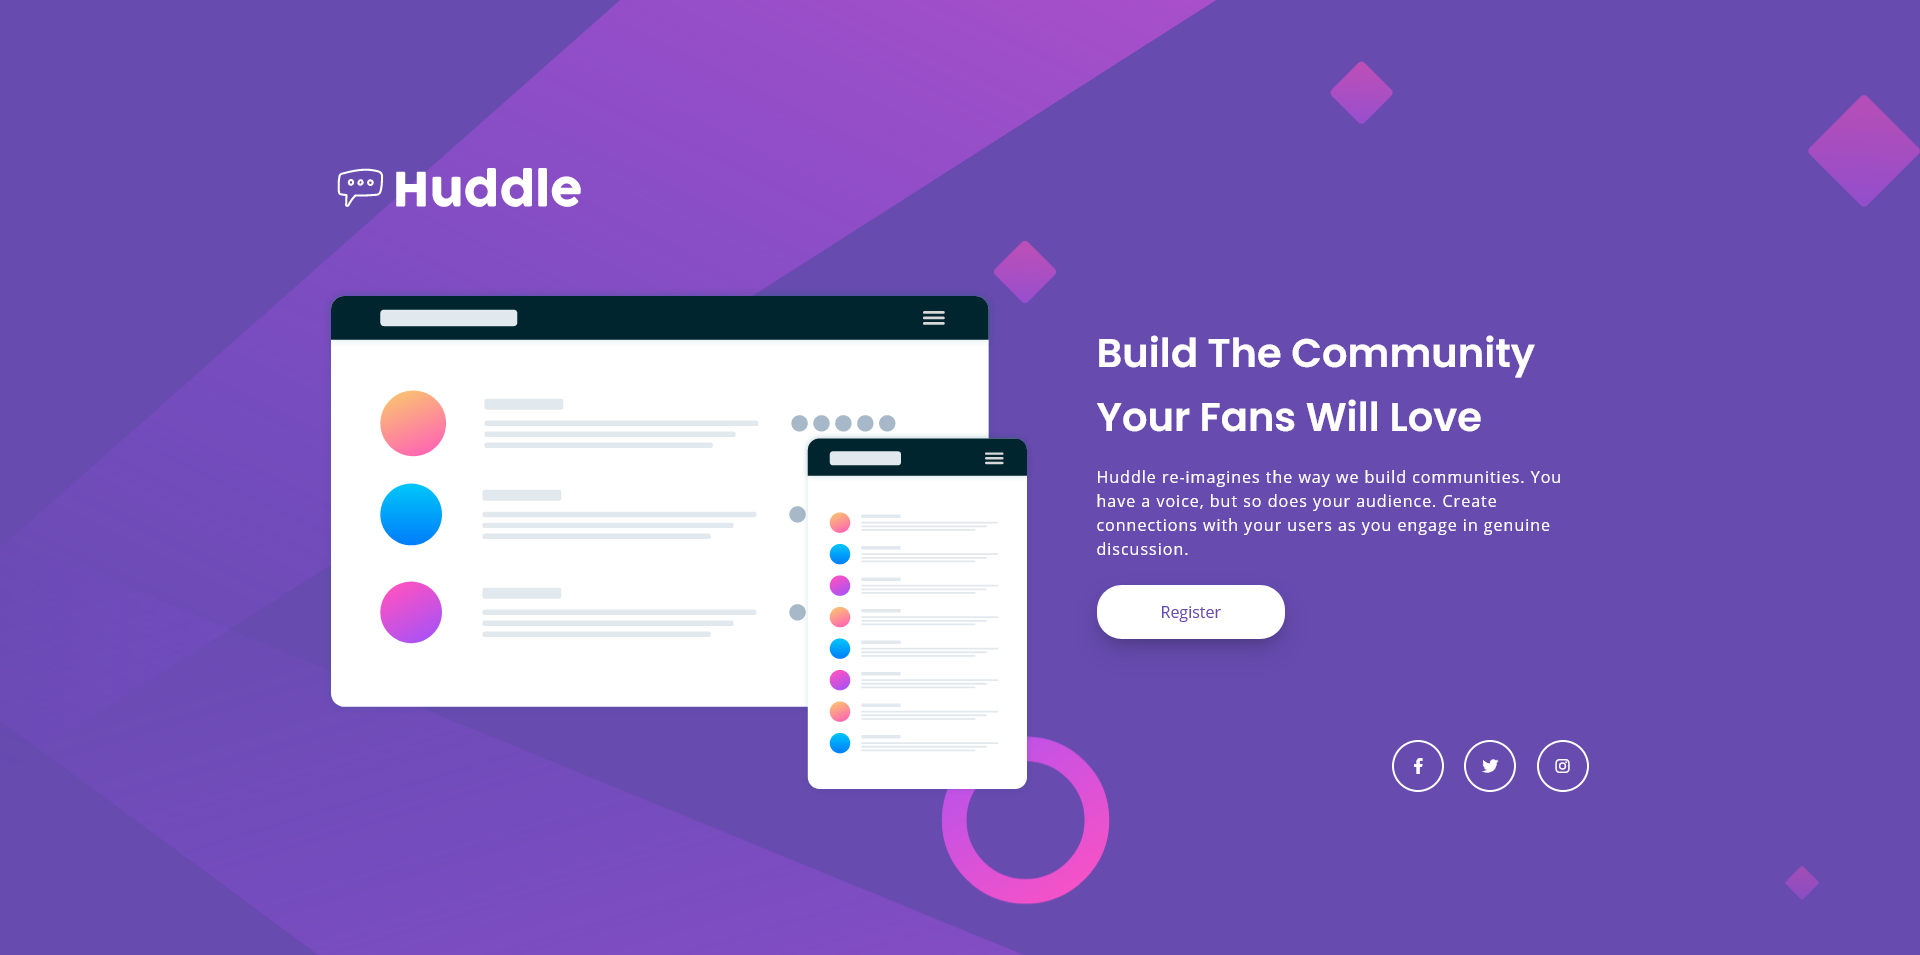 Huddle
Build The Community
Your Fans Will Love
Huddle re-imagines the way we build communities. You
have a voice, but so does your audience. Create
connections with your users as you engage in genuine
discussion.
Register